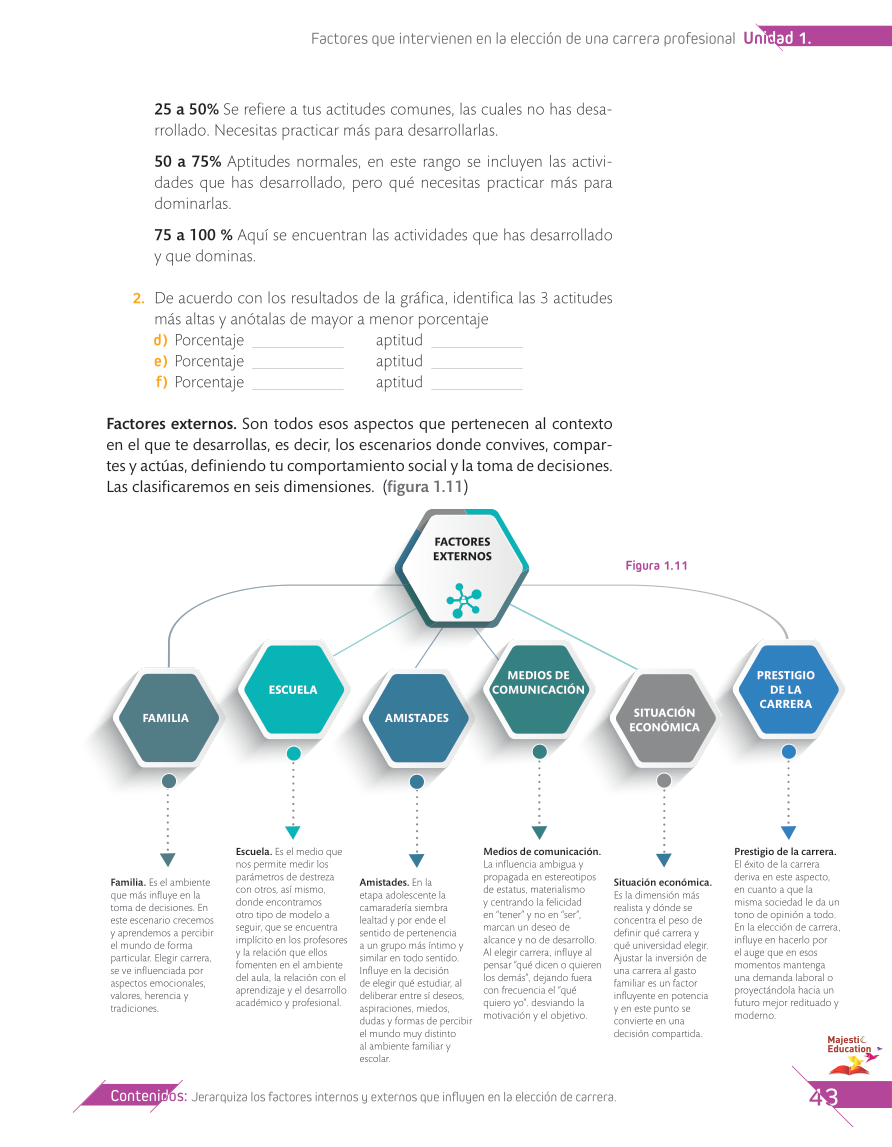 Factores que intervienen en la elección de una carrera profesional Unidad 1.
25 a 50% Se refiere a tus actitudes comunes, las cuales no has desa-
rrollado. Necesitas practicar más para desarrollarlas.
50 a 75% Aptitudes normales, en este rango se incluyen las activi-
dades que has desarrollado, pero qué necesitas practicar más para
dominarlas.
75 a 100 % Aquí se encuentran las actividades que has desarrollado
y que dominas.
2. De acuerdo con los resultados de la gráfica, identifica las 3 actitudes
más altas y anótalas de mayor a menor porcentaje
d) Porcentaje ____________ aptitud ____________
e) Porcentaje ____________ aptitud ____________
f) Porcentaje ____________ aptitud ____________
Factores externos. Son todos esos aspectos que pertenecen al contexto
en el que te desarrollas, es decir, los escenarios donde convives, compar-
tes y actúas, definiendo tu comportamiento social y la toma de decisiones.
Las clasificaremos en seis dimensiones. (figura 1.11)
FACTORES
EXTERNOS
Figura 1.11
FAMILIA
ESCUELA
AMISTADES
MEDIOS DE
COMUNICACIÓN
SITUACIÓN
ECONÓMICA
PRESTIGIO
DE LA
CARRERA
Familia. Es el ambiente
que más influye en la
toma de decisiones. En
este escenario crecemos
y aprendemos a percibir
el mundo de forma
particular. Elegir carrera,
se ve influenciada por
aspectos emocionales,
valores, herencia y
tradiciones.
Escuela. Es el medio que
nos permite medir los
parámetros de destreza
con otros, así mismo,
donde encontramos
otro tipo de modelo a
seguir, que se encuentra
implícito en los profesores
y la relación que ellos
fomenten en el ambiente
del aula, la relación con el
aprendizaje y el desarrollo
académico y profesional.
Amistades. En la
etapa adolescente la
camaradería siembra
lealtad y por ende el
sentido de pertenencia
a un grupo más íntimo y
similar en todo sentido.
Influye en la decisión
de elegir qué estudiar, al
deliberar entre sí deseos,
aspiraciones, miedos,
dudas y formas de percibir
el mundo muy distinto
al ambiente familiar y
escolar.
Medios de comunicación.
La influencia ambigua y
propagada en estereotipos
de estatus, materialismo
y centrando la felicidad
en “tener” y no en “ser”,
marcan un deseo de
alcance y no de desarrollo.
Al elegir carrera, influye al
pensar “qué dicen o quieren
los demás”, dejando fuera
con frecuencia el “qué
quiero yo”. desviando la
motivación y el objetivo.
Situación económica.
Es la dimensión más
realista y dónde se
concentra el peso de
definir qué carrera y
qué universidad elegir.
Ajustar la inversión de
una carrera al gasto
familiar es un factor
influyente en potencia
y en este punto se
convierte en una
decisión compartida.
Prestigio de la carrera.
El éxito de la carrera
deriva en este aspecto,
en cuanto a que la
misma sociedad le da un
tono de opinión a todo.
En la elección de carrera,
influye en hacerlo por
el auge que en esos
momentos mantenga
una demanda laboral o
proyectándola hacia un
futuro mejor redituado y
moderno.
Majesti
Education
Contenidos: Jerarquiza los factores internos y externos que influyen en la elección de carrera.
43